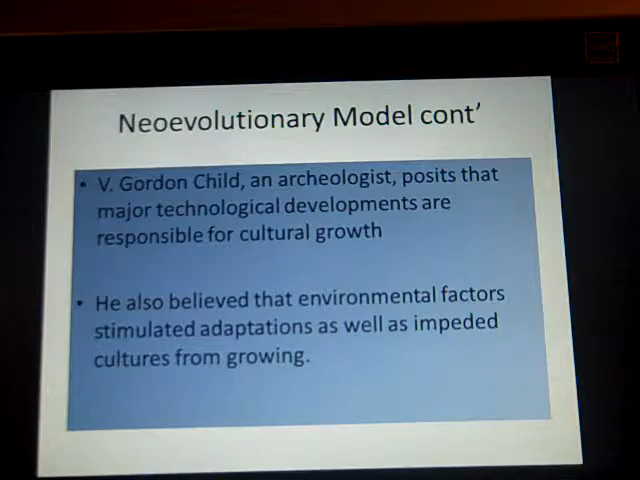 Neoevolutionary Model cont'
• V. Gordon Child, an archeologist, posits that
major technological developments are
responsible for cultural growth
• He also believed that environmental factors
stimulated adaptations as well as impeded
cultures from growing.